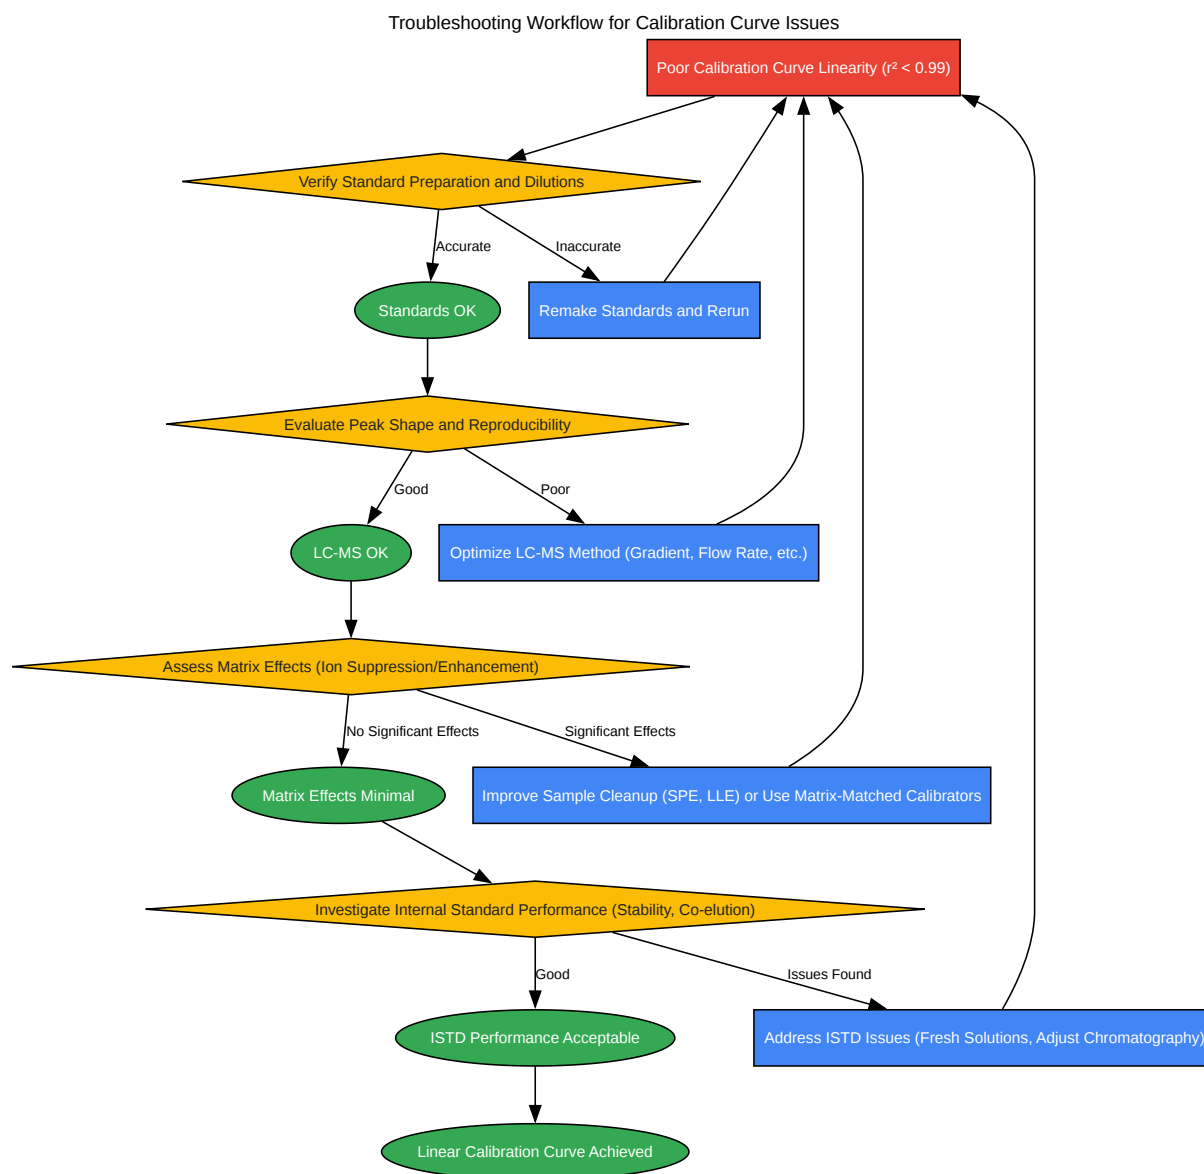 Troubleshooting Workflow for Calibration Curve Issues
Poor Calibration Curve Linearity (r² < 0.99)
Verify Standard Preparation and Dilutions
Accurate
Inaccurate
Standards OK
Remake Standards and Rerun
Evaluate Peak Shape and Reproducibility
Good
Poor
LC-MS OK
Optimize LC-MS Method (Gradient, Flow Rate, etc.)
Assess Matrix Effects (Ion Suppression/Enhancement)
No Significant Effects
Significant Effects
Matrix Effects Minimal
Improve Sample Cleanup (SPE, LLE) or Use Matrix-Matched Calibrators
Investigate Internal Standard Performance (Stability, Co-elution)
Good
Issues Found
ISTD Performance Acceptable
Address ISTD Issues (Fresh Solutions, Adjust Chromatography)
Linear Calibration Curve Achieved